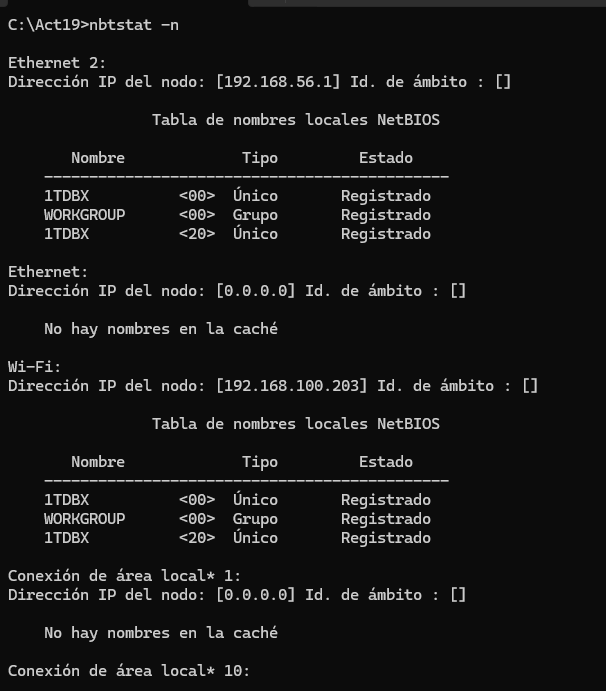 C:\Act19>nbtstat -n
Ethernet 2:
Dirección IP del nodo: [192.168.56.1] Id. de ámbito : []
Tabla de nombres locales NetBIOS
Nombre Tipo Estado
---------------------------------------------
1TDBX <00> Único Registrado
WORKGROUP <00> Grupo Registrado
1TDBX <20> Único Registrado
Ethernet:
Dirección IP del nodo: [0.0.0.0] Id. de ámbito : []
No hay nombres en la caché
Wi-Fi:
Dirección IP del nodo: [192.168.100.203] Id. de ámbito : []
Tabla de nombres locales NetBIOS
Nombre Tipo Estado
---------------------------------------------
1TDBX <00> Único Registrado
WORKGROUP <00> Grupo Registrado
1TDBX <20> Único Registrado
Conexión de área local* 1:
Dirección IP del nodo: [0.0.0.0] Id. de ámbito : []
No hay nombres en la caché
Conexión de área local* 10: